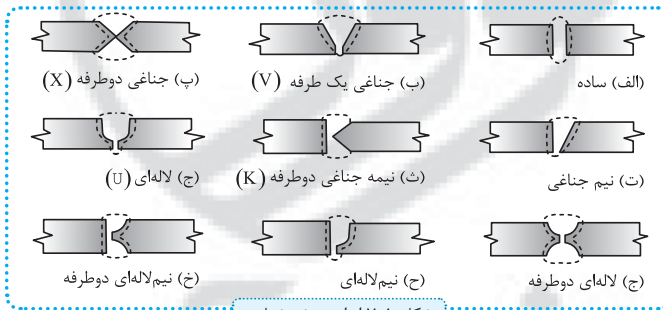 الف) ساده
ب) جناغی یک طرفه (V)
پ) جناغی دوطرفه (X)
ت) نیم جناغی
ث) نیمه جناغی دوطرفه (K)
ج) لاله‌ای (U)
ج) لاله‌ای دوطرفه
ح) نیم‌لاله‌ای
خ) نیم‌لاله‌ای دوطرفه